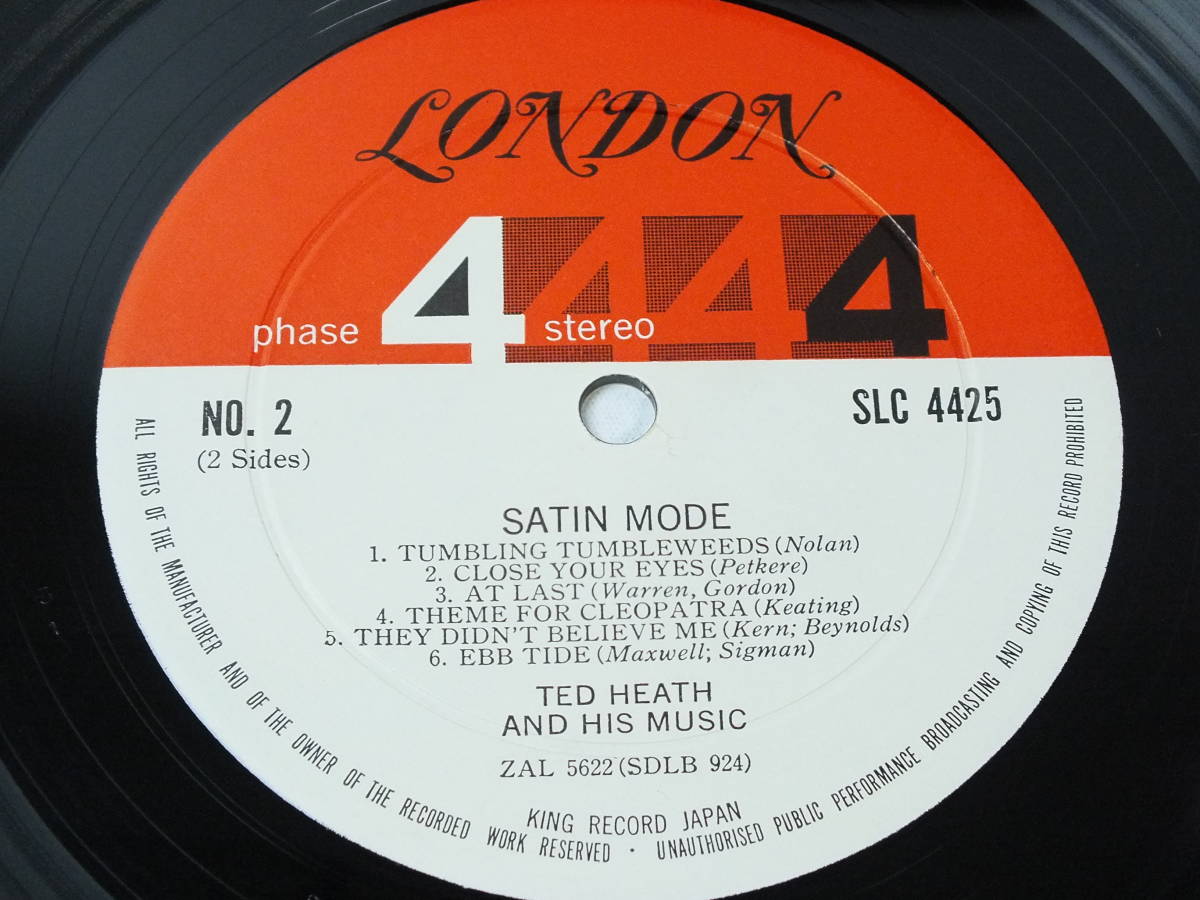 LONDON
phase 4 stereo 4 4 4
NO. 2
(2 Sides)
SLC 4425
SATIN MODE
1. TUMBLING TUMBLEWEEDS (Nolan)
2. CLOSE YOUR EYES (Petkere)
3. AT LAST (Warren, Gordon)
4. THEME FOR CLEOPATRA (Keating)
5. THEY DIDN'T BELIEVE ME (Kern; Beynolds)
6. EBB TIDE (Maxwell; Sigman)
TED HEATH
AND HIS MUSIC
ZAL 5622 (SDLB 924)
KING RECORD JAPAN
ALL RIGHTS OF THE MANUFACTURER AND OF THE OWNER OF THE RECORDED WORK RESERVED · UNAUTHORISED PUBLIC PERFORMANCE BROADCASTING AND COPYING OF THIS RECORD PROHIBITED